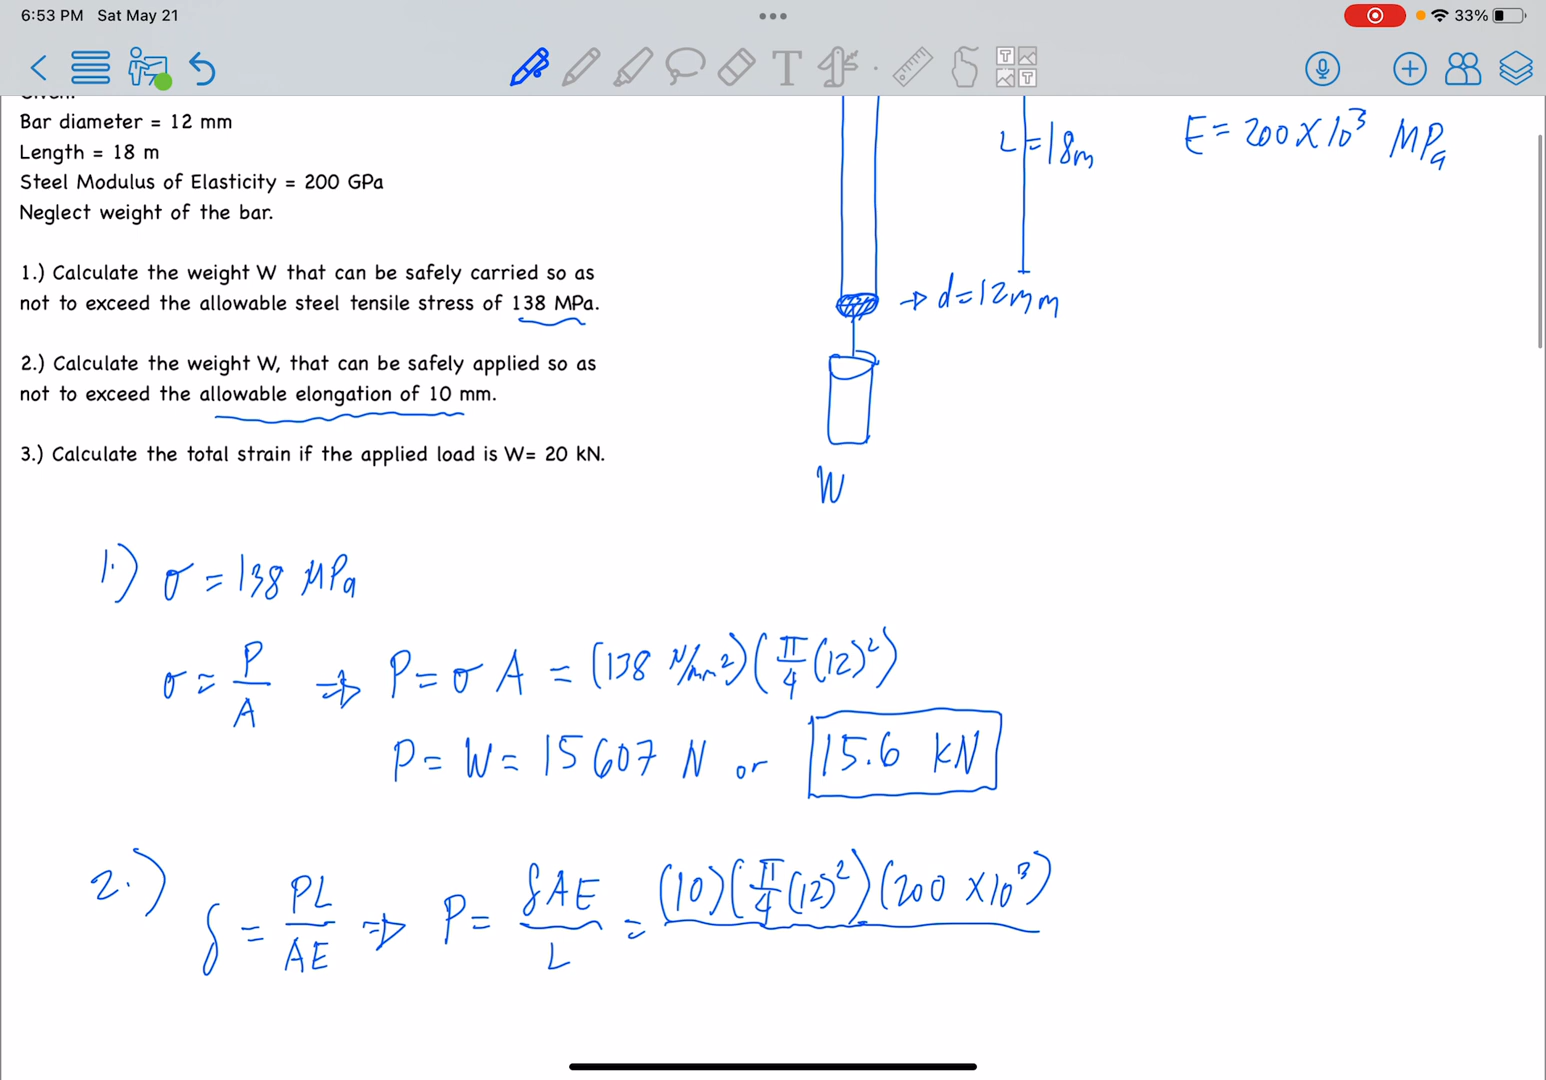 6:53 PM Sat May 21
33%
Given:
Bar diameter = 12 mm
Length = 18 m
Steel Modulus of Elasticity = 200 GPa
Neglect weight of the bar.
1.) Calculate the weight W that can be safely carried so as
not to exceed the allowable steel tensile stress of 138 MPa.
2.) Calculate the weight W, that can be safely applied so as
not to exceed the allowable elongation of 10 mm.
3.) Calculate the total strain if the applied load is W= 20 kN.
L = 18m
E = 200 × 10³ MPa
→ d = 12mm
W
1.) σ = 138 MPa
σ = P/A ⇒ P = σ A = (138 N/mm²)(π/4 (12)²)
P = W = 15607 N or 15.6 kN
2.) δ = PL/AE ⇒ P = δAE/L = (10)(π/4 (12)²)(200 × 10³)